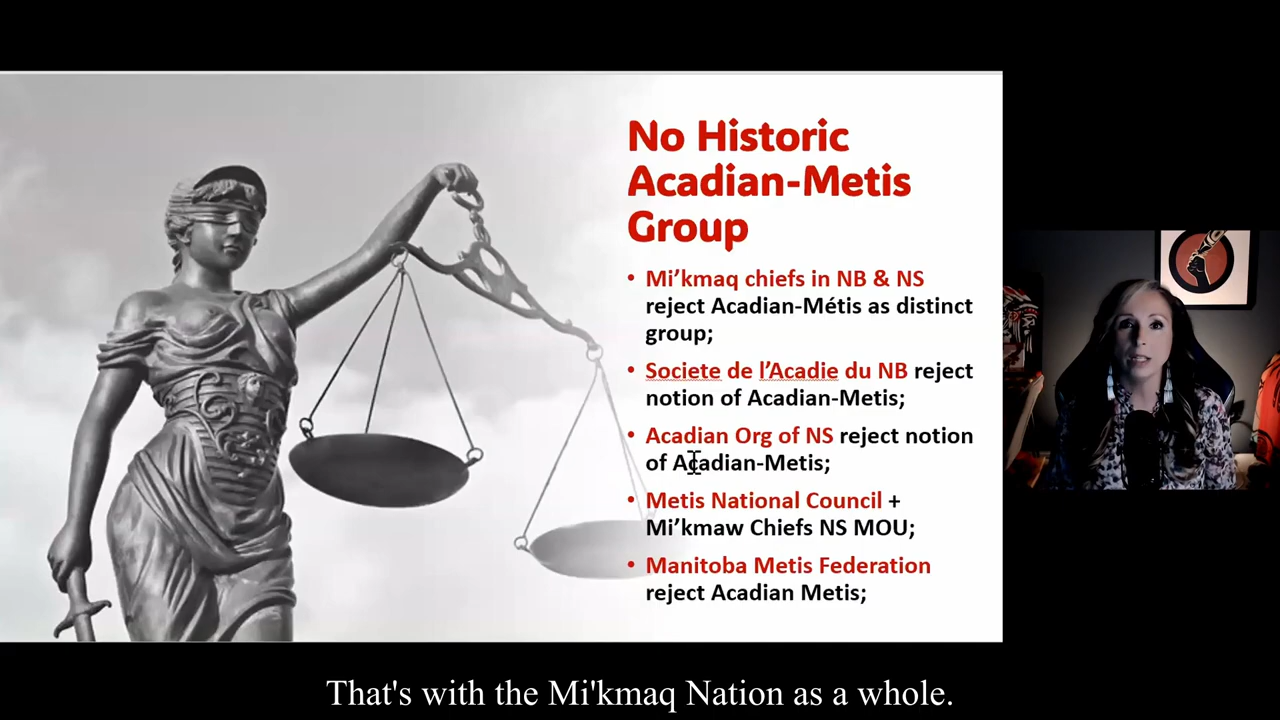 No Historic
Acadian-Metis
Group
• Mi’kmaq chiefs in NB & NS
reject Acadian-Métis as distinct
group;
• Societe de l’Acadie du NB reject
notion of Acadian-Metis;
• Acadian Org of NS reject notion
of Acadian-Metis;
• Metis National Council +
Mi’kmaw Chiefs NS MOU;
• Manitoba Metis Federation
reject Acadian Metis;
That's with the Mi'kmaq Nation as a whole.